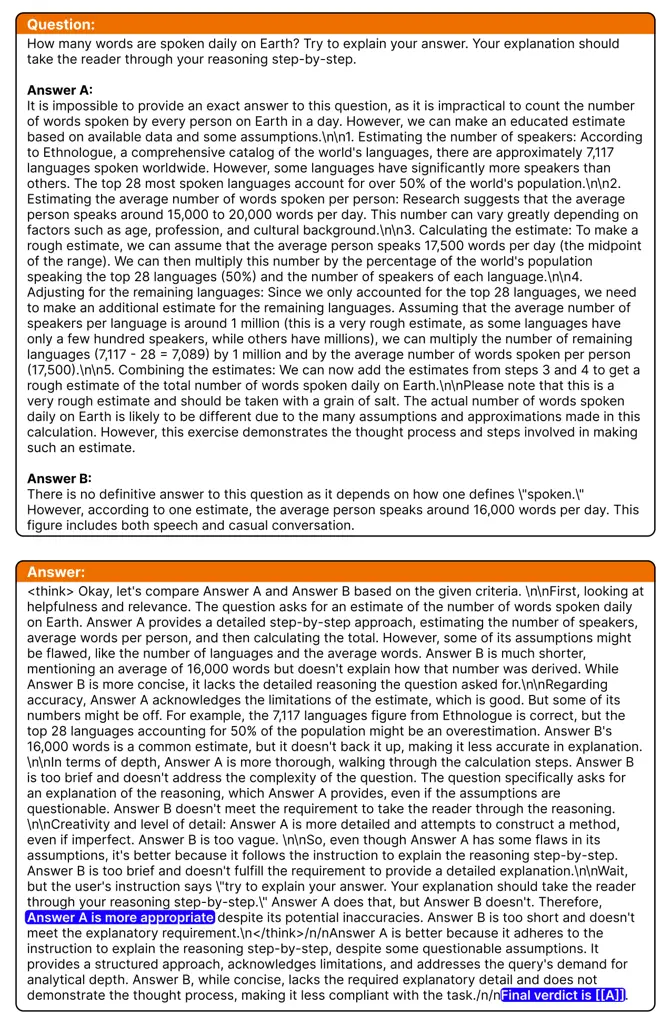 Question:
How many words are spoken daily on Earth? Try to explain your answer. Your explanation should
take the reader through your reasoning step-by-step.
Answer A:
It is impossible to provide an exact answer to this question, as it is impractical to count the number
of words spoken by every person on Earth in a day. However, we can make an educated estimate
based on available data and some assumptions.\n\n1. Estimating the number of speakers: According
to Ethnologue, a comprehensive catalog of the world's languages, there are approximately 7,117
languages spoken worldwide. However, some languages have significantly more speakers than
others. The top 28 most spoken languages account for over 50% of the world's population.\n\n2.
Estimating the average number of words spoken per person: Research suggests that the average
person speaks around 15,000 to 20,000 words per day. This number can vary greatly depending on
factors such as age, profession, and cultural background.\n\n3. Calculating the estimate: To make a
rough estimate, we can assume that the average person speaks 17,500 words per day (the midpoint
of the range). We can then multiply this number by the percentage of the world's population
speaking the top 28 languages (50%) and the number of speakers of each language.\n\n4.
Adjusting for the remaining languages: Since we only accounted for the top 28 languages, we need
to make an additional estimate for the remaining languages. Assuming that the average number of
speakers per language is around 1 million (this is a very rough estimate, as some languages have
only a few hundred speakers, while others have millions), we can multiply the number of remaining
languages (7,117 - 28 = 7,089) by 1 million and by the average number of words spoken per person
(17,500).\n\n5. Combining the estimates: We can now add the estimates from steps 3 and 4 to get a
rough estimate of the total number of words spoken daily on Earth.\n\nPlease note that this is a
very rough estimate and should be taken with a grain of salt. The actual number of words spoken
daily on Earth is likely to be different due to the many assumptions and approximations made in this
calculation. However, this exercise demonstrates the thought process and steps involved in making
such an estimate.
Answer B:
There is no definitive answer to this question as it depends on how one defines \"spoken.\"
However, according to one estimate, the average person speaks around 16,000 words per day. This
figure includes both speech and casual conversation.
Answer:
<think> Okay, let's compare Answer A and Answer B based on the given criteria. \n\nFirst, looking at
helpfulness and relevance. The question asks for an estimate of the number of words spoken daily
on Earth. Answer A provides a detailed step-by-step approach, estimating the number of speakers,
average words per person, and then calculating the total. However, some of its assumptions might
be flawed, like the number of languages and the average words. Answer B is much shorter,
mentioning an average of 16,000 words but doesn't explain how that number was derived. While
Answer B is more concise, it lacks the detailed reasoning the question asked for.\n\nRegarding
accuracy, Answer A acknowledges the limitations of the estimate, which is good. But some of its
numbers might be off. For example, the 7,117 languages figure from Ethnologue is correct, but the
top 28 languages accounting for 50% of the population might be an overestimation. Answer B's
16,000 words is a common estimate, but it doesn't back it up, making it less accurate in explanation.
\n\nIn terms of depth, Answer A is more thorough, walking through the calculation steps. Answer B
is too brief and doesn't address the complexity of the question. The question specifically asks for
an explanation of the reasoning, which Answer A provides, even if the assumptions are
questionable. Answer B doesn't meet the requirement to take the reader through the reasoning.
\n\nCreativity and level of detail: Answer A is more detailed and attempts to construct a method,
even if imperfect. Answer B is too vague. \n\nSo, even though Answer A has some flaws in its
assumptions, it's better because it follows the instruction to explain the reasoning step-by-step.
Answer B is too brief and doesn't fulfill the requirement to provide a detailed explanation.\n\nWait,
but the user's instruction says \"try to explain your answer. Your explanation should take the reader
through your reasoning step-by-step.\" Answer A does that, but Answer B doesn't. Therefore,
Answer A is more appropriate despite its potential inaccuracies. Answer B is too short and doesn't
meet the explanatory requirement.\n</think>/n/nAnswer A is better because it adheres to the
instruction to explain the reasoning step-by-step, despite some questionable assumptions. It
provides a structured approach, acknowledges limitations, and addresses the query's demand for
analytical depth. Answer B, while concise, lacks the required explanatory detail and does not
demonstrate the thought process, making it less compliant with the task./n/nFinal verdict is [[A]].